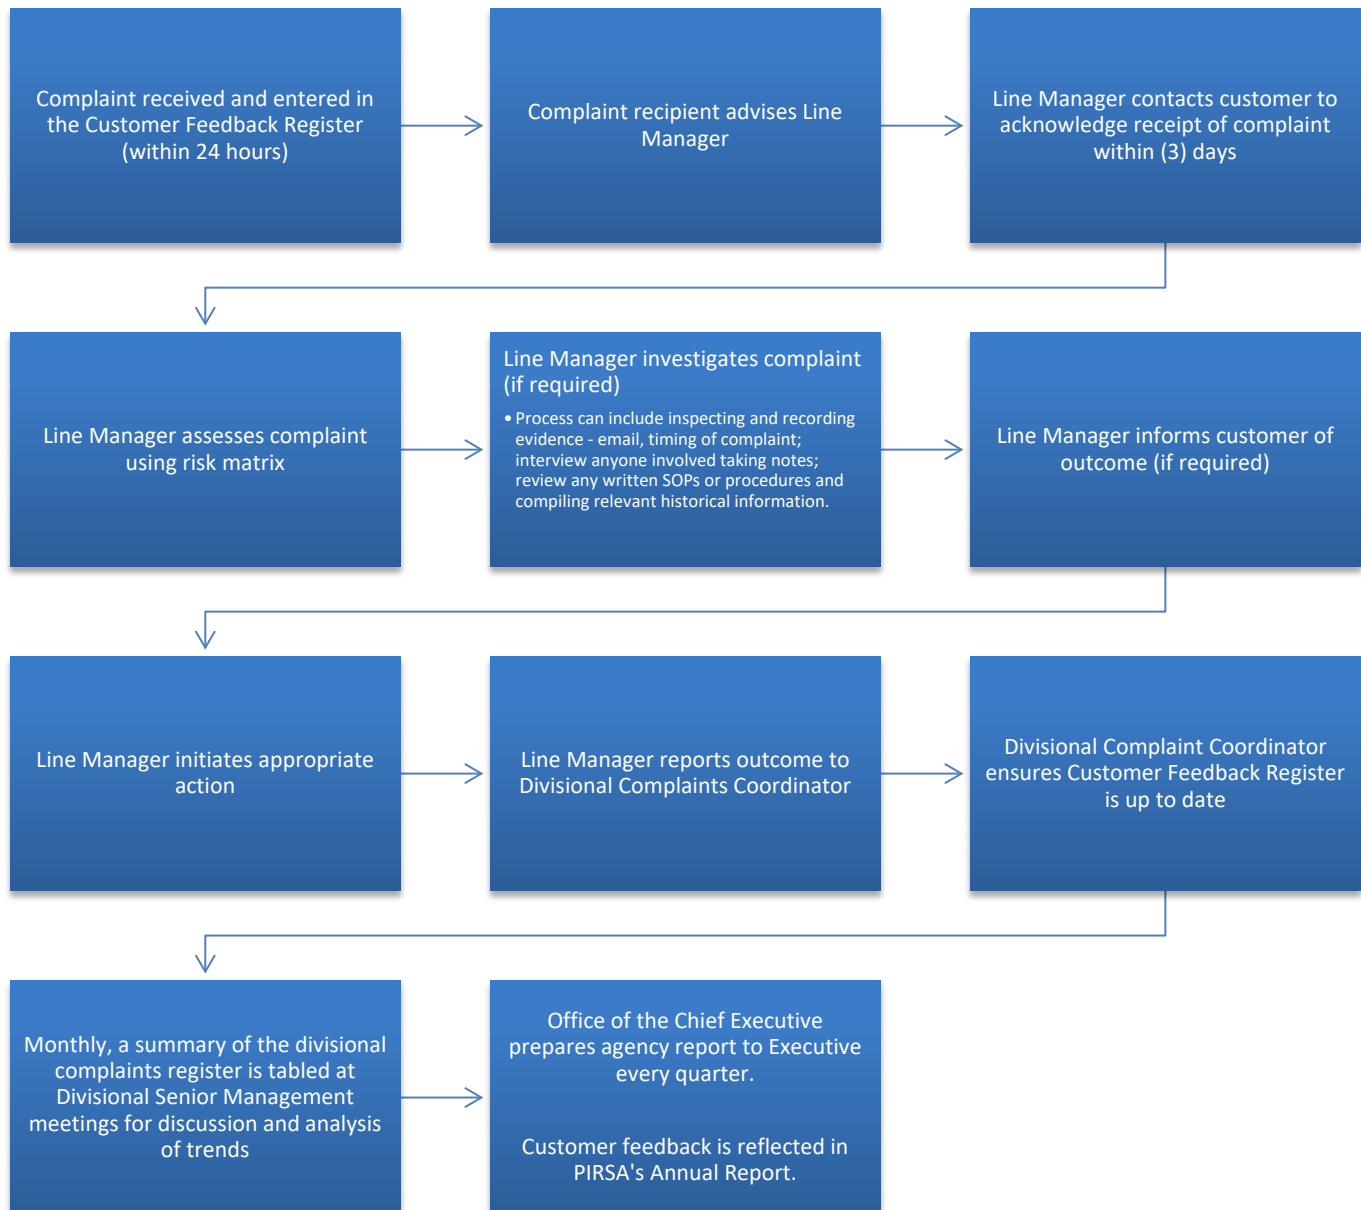 Complaint received and entered in
the Customer Feedback Register
(within 24 hours)
Complaint recipient advises Line
Manager
Line Manager contacts customer to
acknowledge receipt of complaint
within (3) days
Line Manager assesses complaint
using risk matrix
Line Manager investigates complaint
(if required)
• Process can include inspecting and recording
evidence - email, timing of complaint;
interview anyone involved taking notes;
review any written SOPs or procedures and
compiling relevant historical information.
Line Manager informs customer of
outcome (if required)
Line Manager initiates appropriate
action
Line Manager reports outcome to
Divisional Complaints Coordinator
Divisional Complaint Coordinator
ensures Customer Feedback Register
is up to date
Monthly, a summary of the divisional
complaints register is tabled at
Divisional Senior Management
meetings for discussion and analysis
of trends
Office of the Chief Executive
prepares agency report to Executive
every quarter.
Customer feedback is reflected in
PIRSA's Annual Report.